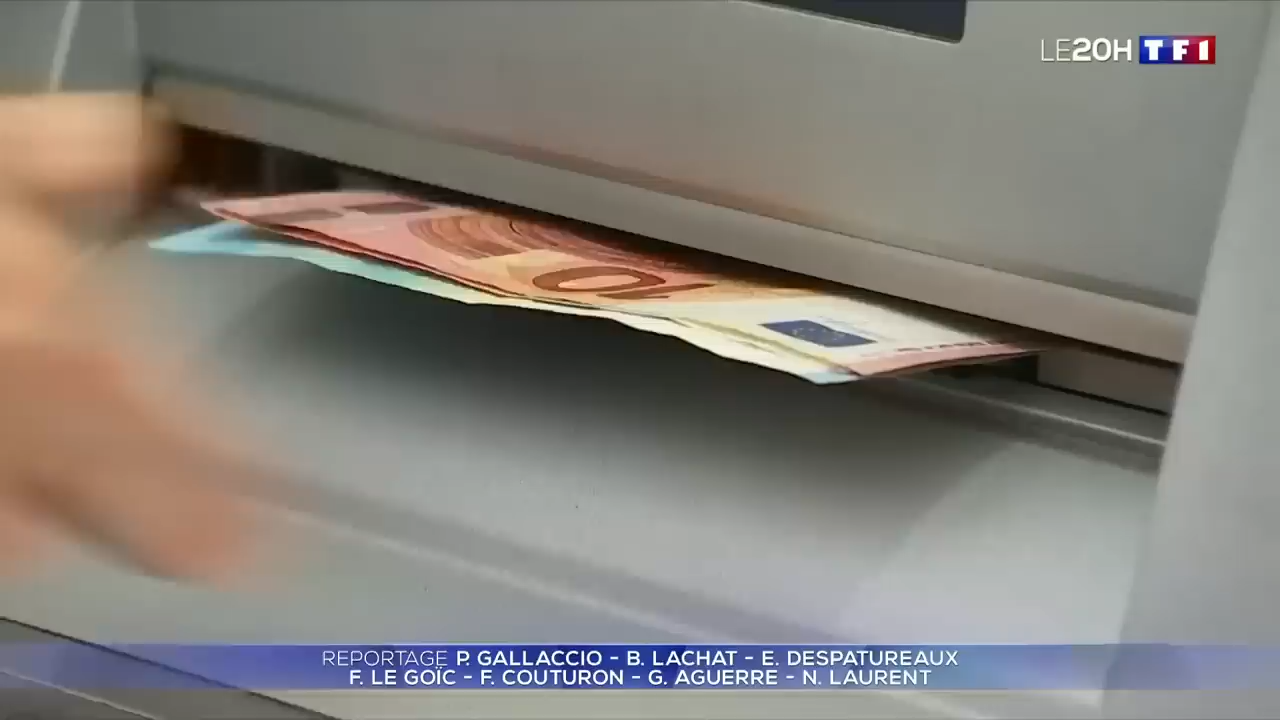 LE20H TF1
10
REPORTAGE P. GALLACCIO - B. LACHAT - E. DESPATUREAUX
F. LE GOÏC - F. COUTURON - G. AGUERRE - N. LAURENT